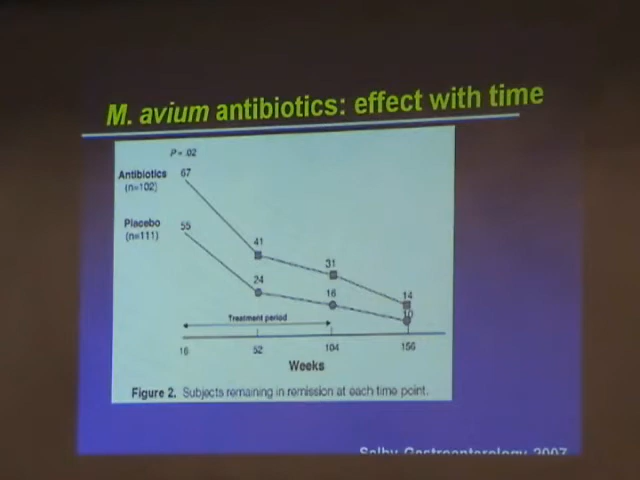 M. avium antibiotics: effect with time
P= .02
Antibiotics 67
(n=102)
Placebo 55
(n=111)
41
24
31
16
14
10
Treatment period
16 52 104 156
Weeks
Figure 2. Subjects remaining in remission at each time point.
Selby Gastroenterology 2007